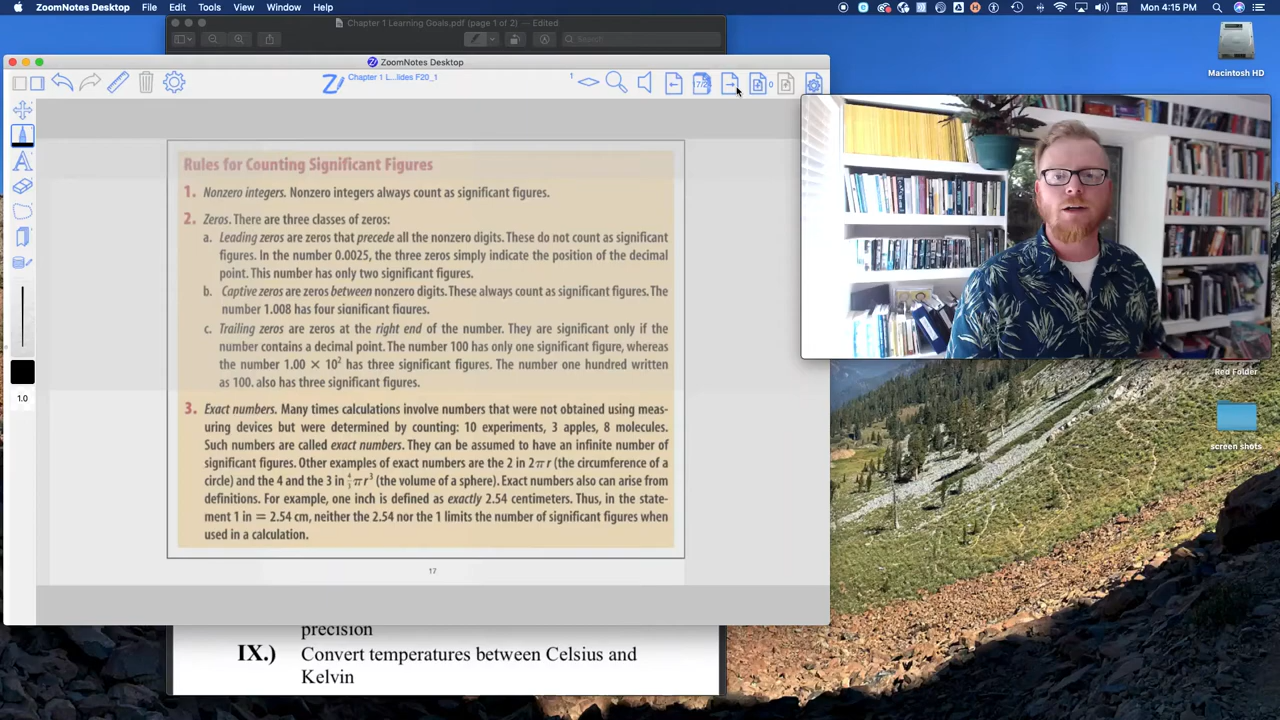 ZoomNotes Desktop File Edit Tools View Window Help
Mon 4:15 PM
Chapter 1 Learning Goals.pdf (page 1 of 2) — Edited
Search
ZoomNotes Desktop
Chapter 1 L...lides F20_1
1
17/2
0
Macintosh HD
Rules for Counting Significant Figures
1. Nonzero integers. Nonzero integers always count as significant figures.
2. Zeros. There are three classes of zeros:
a. Leading zeros are zeros that precede all the nonzero digits. These do not count as significant
figures. In the number 0.0025, the three zeros simply indicate the position of the decimal
point. This number has only two significant figures.
b. Captive zeros are zeros between nonzero digits. These always count as significant figures. The
number 1.008 has four significant figures.
c. Trailing zeros are zeros at the right end of the number. They are significant only if the
number contains a decimal point. The number 100 has only one significant figure, whereas
the number 1.00 × 10² has three significant figures. The number one hundred written
as 100. also has three significant figures.
3. Exact numbers. Many times calculations involve numbers that were not obtained using meas-
uring devices but were determined by counting: 10 experiments, 3 apples, 8 molecules.
Such numbers are called exact numbers. They can be assumed to have an infinite number of
significant figures. Other examples of exact numbers are the 2 in 2πr (the circumference of a
circle) and the 4 and the 3 in 4/3 πr³ (the volume of a sphere). Exact numbers also can arise from
definitions. For example, one inch is defined as exactly 2.54 centimeters. Thus, in the state-
ment 1 in = 2.54 cm, neither the 2.54 nor the 1 limits the number of significant figures when
used in a calculation.
17
1.0
Red Folder
screen shots
precision
IX.) Convert temperatures between Celsius and
Kelvin